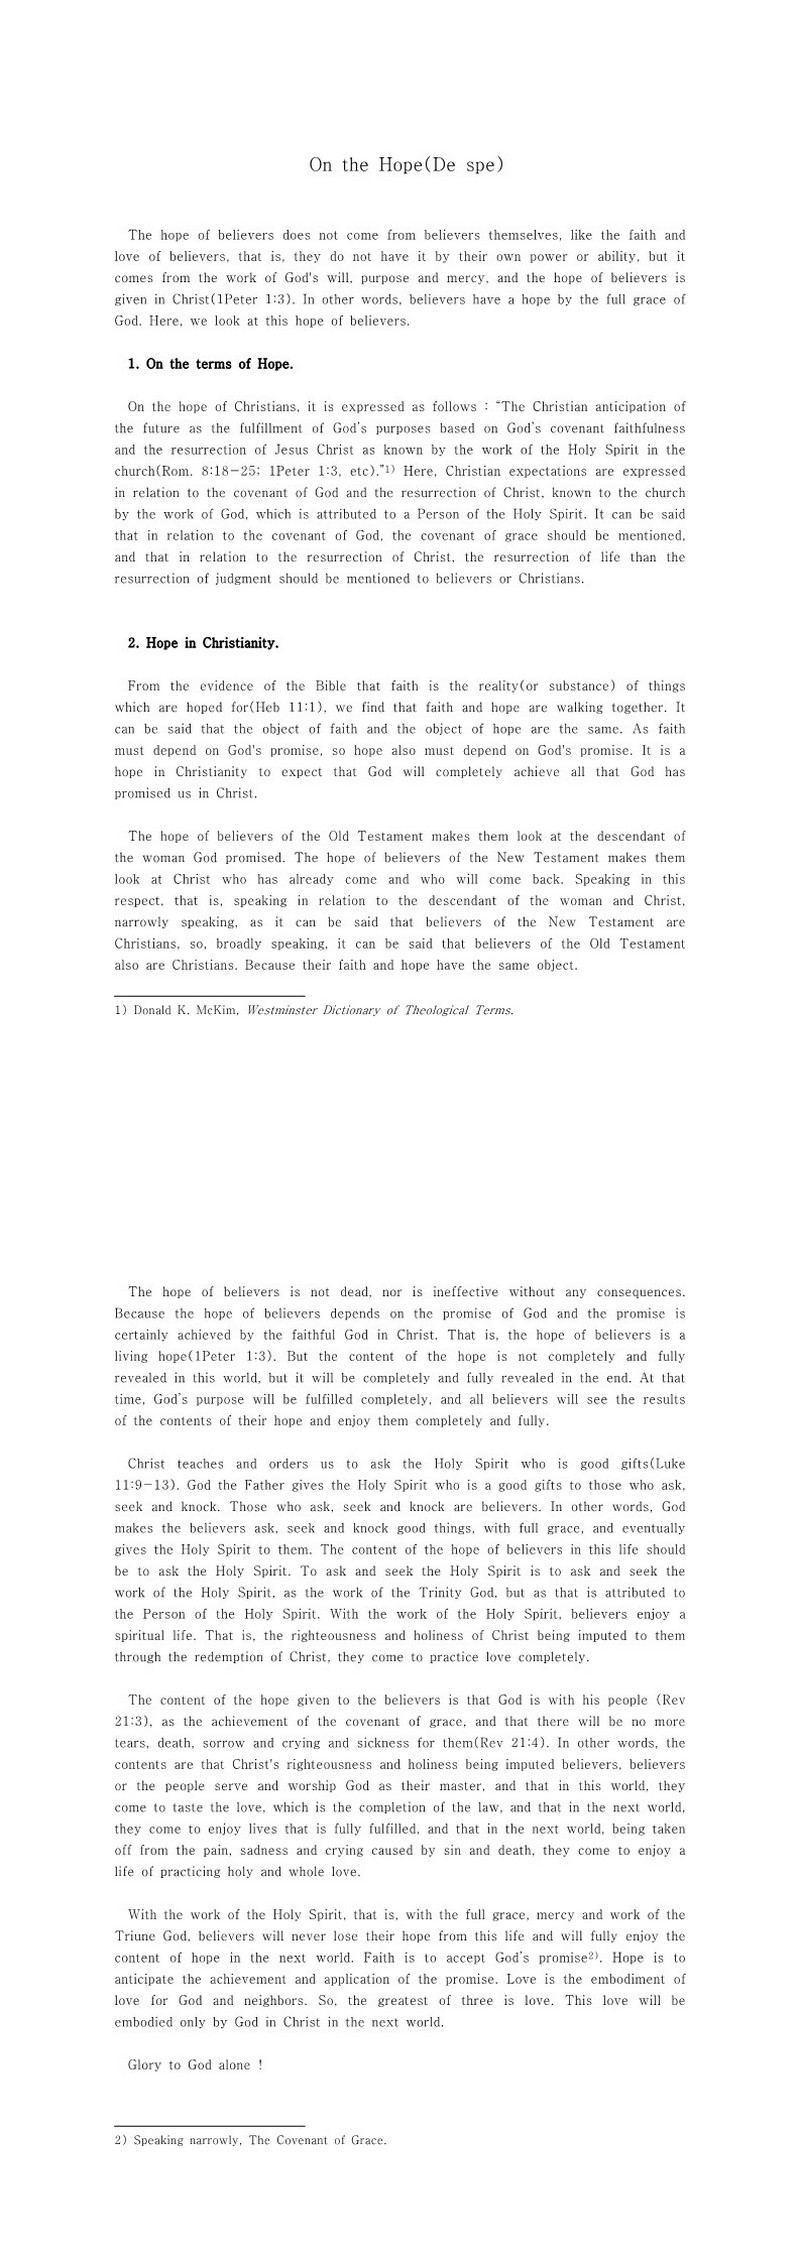 On the Hope(De spe)
The hope of believers does not come from believers themselves, like the faith and
love of believers, that is, they do not have it by their own power or ability, but it
comes from the work of God's will, purpose and mercy, and the hope of believers is
given in Christ(1Peter 1:3). In other words, believers have a hope by the full grace of
God. Here, we look at this hope of believers.
1. On the terms of Hope.
On the hope of Christians, it is expressed as follows : “The Christian anticipation of
the future as the fulfillment of God’s purposes based on God’s covenant faithfulness
and the resurrection of Jesus Christ as known by the work of the Holy Spirit in the
church(Rom. 8:18-25; 1Peter 1:3, etc).”1) Here, Christian expectations are expressed
in relation to the covenant of God and the resurrection of Christ, known to the church
by the work of God, which is attributed to a Person of the Holy Spirit. It can be said
that in relation to the covenant of God, the covenant of grace should be mentioned,
and that in relation to the resurrection of Christ, the resurrection of life than the
resurrection of judgment should be mentioned to believers or Christians.
2. Hope in Christianity.
From the evidence of the Bible that faith is the reality(or substance) of things
which are hoped for(Heb 11:1), we find that faith and hope are walking together. It
can be said that the object of faith and the object of hope are the same. As faith
must depend on God's promise, so hope also must depend on God's promise. It is a
hope in Christianity to expect that God will completely achieve all that God has
promised us in Christ.
The hope of believers of the Old Testament makes them look at the descendant of
the woman God promised. The hope of believers of the New Testament makes them
look at Christ who has already come and who will come back. Speaking in this
respect, that is, speaking in relation to the descendant of the woman and Christ,
narrowly speaking, as it can be said that believers of the New Testament are
Christians, so, broadly speaking, it can be said that believers of the Old Testament
also are Christians. Because their faith and hope have the same object.
1) Donald K. McKim, Westminster Dictionary of Theological Terms.
The hope of believers is not dead, nor is ineffective without any consequences.
Because the hope of believers depends on the promise of God and the promise is
certainly achieved by the faithful God in Christ. That is, the hope of believers is a
living hope(1Peter 1:3). But the content of the hope is not completely and fully
revealed in this world, but it will be completely and fully revealed in the end. At that
time, God’s purpose will be fulfilled completely, and all believers will see the results
of the contents of their hope and enjoy them completely and fully.
Christ teaches and orders us to ask the Holy Spirit who is good gifts(Luke
11:9-13). God the Father gives the Holy Spirit who is a good gifts to those who ask,
seek and knock. Those who ask, seek and knock are believers. In other words, God
makes the believers ask, seek and knock good things, with full grace, and eventually
gives the Holy Spirit to them. The content of the hope of believers in this life should
be to ask the Holy Spirit. To ask and seek the Holy Spirit is to ask and seek the
work of the Holy Spirit, as the work of the Trinity God, but as that is attributed to
the Person of the Holy Spirit. With the work of the Holy Spirit, believers enjoy a
spiritual life. That is, the righteousness and holiness of Christ being imputed to them
through the redemption of Christ, they come to practice love completely.
The content of the hope given to the believers is that God is with his people (Rev
21:3), as the achievement of the covenant of grace, and that there will be no more
tears, death, sorrow and crying and sickness for them(Rev 21:4). In other words, the
contents are that Christ's righteousness and holiness being imputed believers, believers
or the people serve and worship God as their master, and that in this world, they
come to taste the love, which is the completion of the law, and that in the next world,
they come to enjoy lives that is fully fulfilled, and that in the next world, being taken
off from the pain, sadness and crying caused by sin and death, they come to enjoy a
life of practicing holy and whole love.
With the work of the Holy Spirit, that is, with the full grace, mercy and work of the
Triune God, believers will never lose their hope from this life and will fully enjoy the
content of hope in the next world. Faith is to accept God’s promise2). Hope is to
anticipate the achievement and application of the promise. Love is the embodiment of
love for God and neighbors. So, the greatest of three is love. This love will be
embodied only by God in Christ in the next world.
Glory to God alone !
2) Speaking narrowly, The Covenant of Grace.